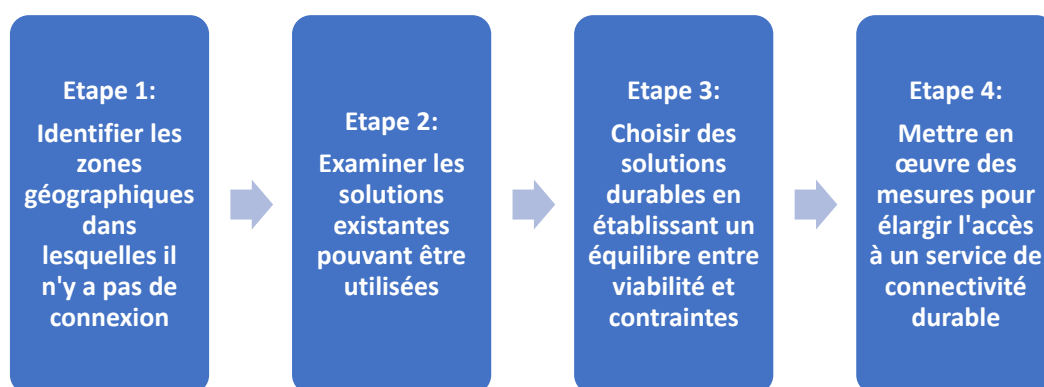 Etape 1:
Identifier les
zones
géographiques
dans
lesquelles il
n'y a pas de
connexion
Etape 2:
Examiner les
solutions
existantes
pouvant être
utilisées
Etape 3:
Choisir des
solutions
durables en
établissant un
équilibre entre
viabilité et
contraintes
Etape 4:
Mettre en
œuvre des
mesures pour
élargir l'accès
à un service de
connectivité
durable